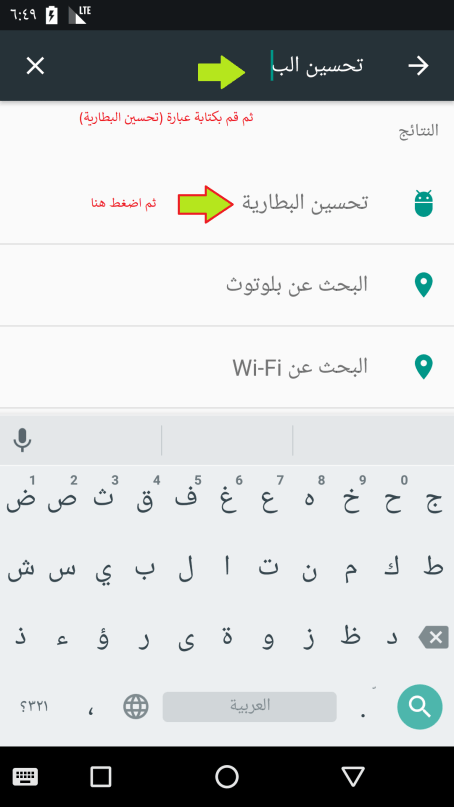 ٦:٤٩
LTE
تحسين الب
ثم قم بكتابة عبارة (تحسين البطارية)
النتائج
تحسين البطارية
ثم اضغط هنا
البحث عن بلوتوث
البحث عن Wi-Fi
1 2 3 4 5 6 7 8 9 0
ض ص ث ق ف غ ع ه خ ح ج
ش س ي ب ل ا ت ن م ك ط
ذ ء ؤ ر ى ة و ز ظ د
٣٢١؟ ، العربية .